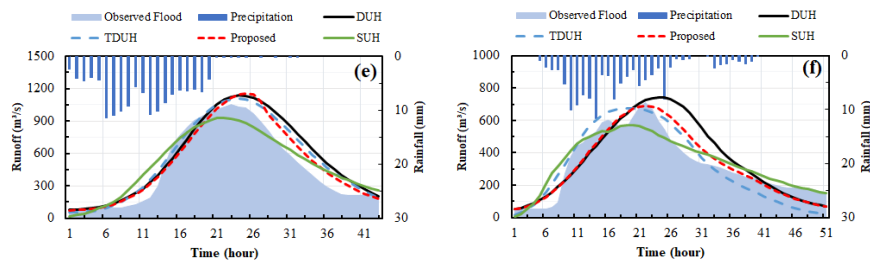 Observed Flood Precipitation DUH
TDUH Proposed SUH
1500
1200
900
600
300
0
Runoff (m³/s)
(e)
0
10
20
30
Rainfall (mm)
1 6 11 16 21 26 31 36 41
Time (hour)
Observed Flood Precipitation DUH
TDUH Proposed SUH
1000
800
600
400
200
0
Runoff (m³/s)
(f)
0
10
20
30
Rainfall (mm)
1 6 11 16 21 26 31 36 41 46 51
Time (hour)